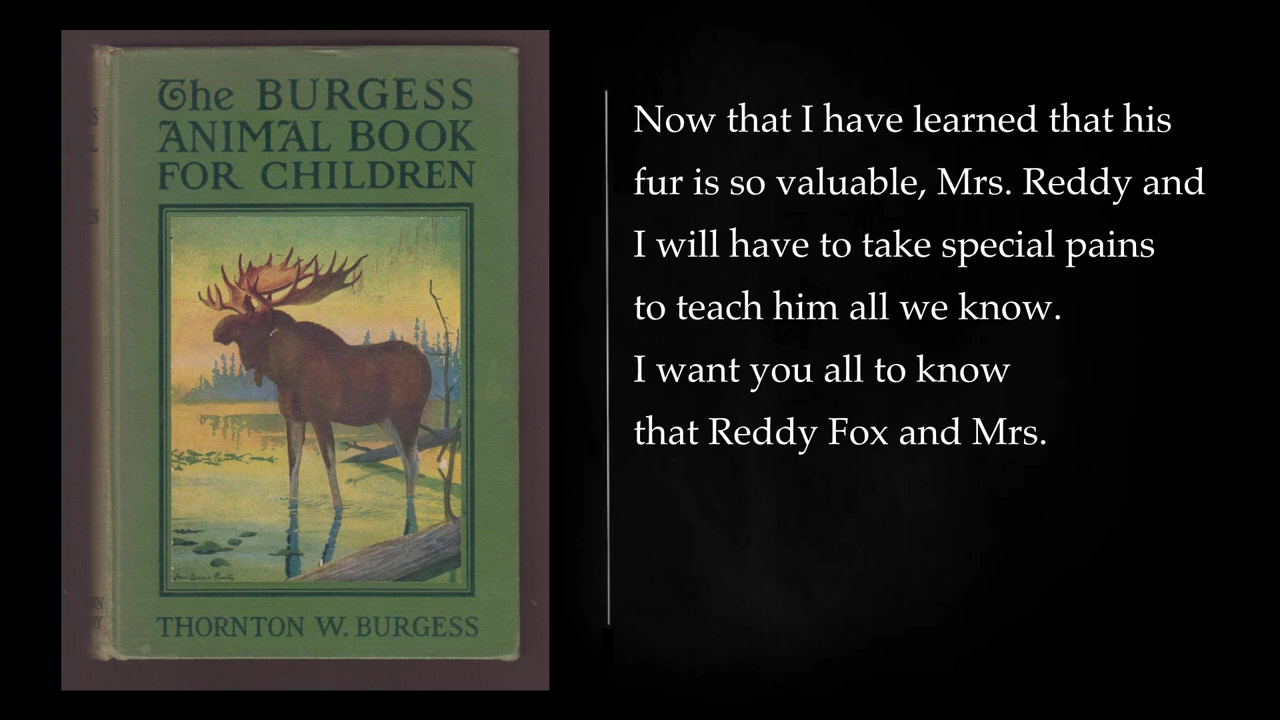 The BURGESS
ANIMAL BOOK
FOR CHILDREN
THORNTON W. BURGESS
Now that I have learned that his
fur is so valuable, Mrs. Reddy and
I will have to take special pains
to teach him all we know.
I want you all to know
that Reddy Fox and Mrs.